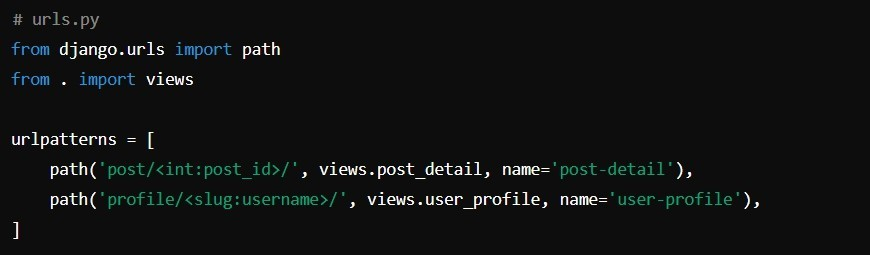 # urls.py
from django.urls import path
from . import views
urlpatterns = [
    path('post/<int:post_id>/', views.post_detail, name='post-detail'),
    path('profile/<slug:username>/', views.user_profile, name='user-profile'),
]